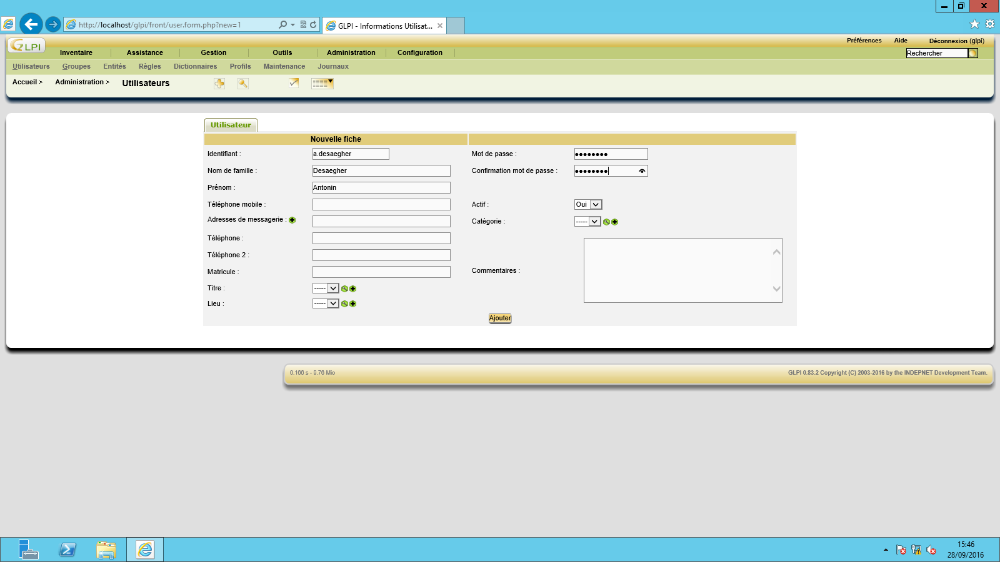 http://localhost/glpi/front/user.form.php?new=1
GLPI - Informations Utilisat...
GLPI
Préférences Aide Déconnexion (glpi)
Inventaire Assistance Gestion Outils Administration Configuration
Rechercher
Utilisateurs Groupes Entités Règles Dictionnaires Profils Maintenance Journaux
Accueil > Administration > Utilisateurs
Utilisateur
Nouvelle fiche
Identifiant : a.desaegher Mot de passe : ●●●●●●●●
Nom de famille : Desaegher Confirmation mot de passe : ●●●●●●●●
Prénom : Antonin
Téléphone mobile : Actif : Oui
Adresses de messagerie : Catégorie : -----
Téléphone :
Téléphone 2 :
Matricule : Commentaires :
Titre : -----
Lieu : -----
Ajouter
0.166 s - 9.76 Mio
GLPI 0.83.2 Copyright (C) 2003-2016 by the INDEPNET Development Team.
15:46
28/09/2016